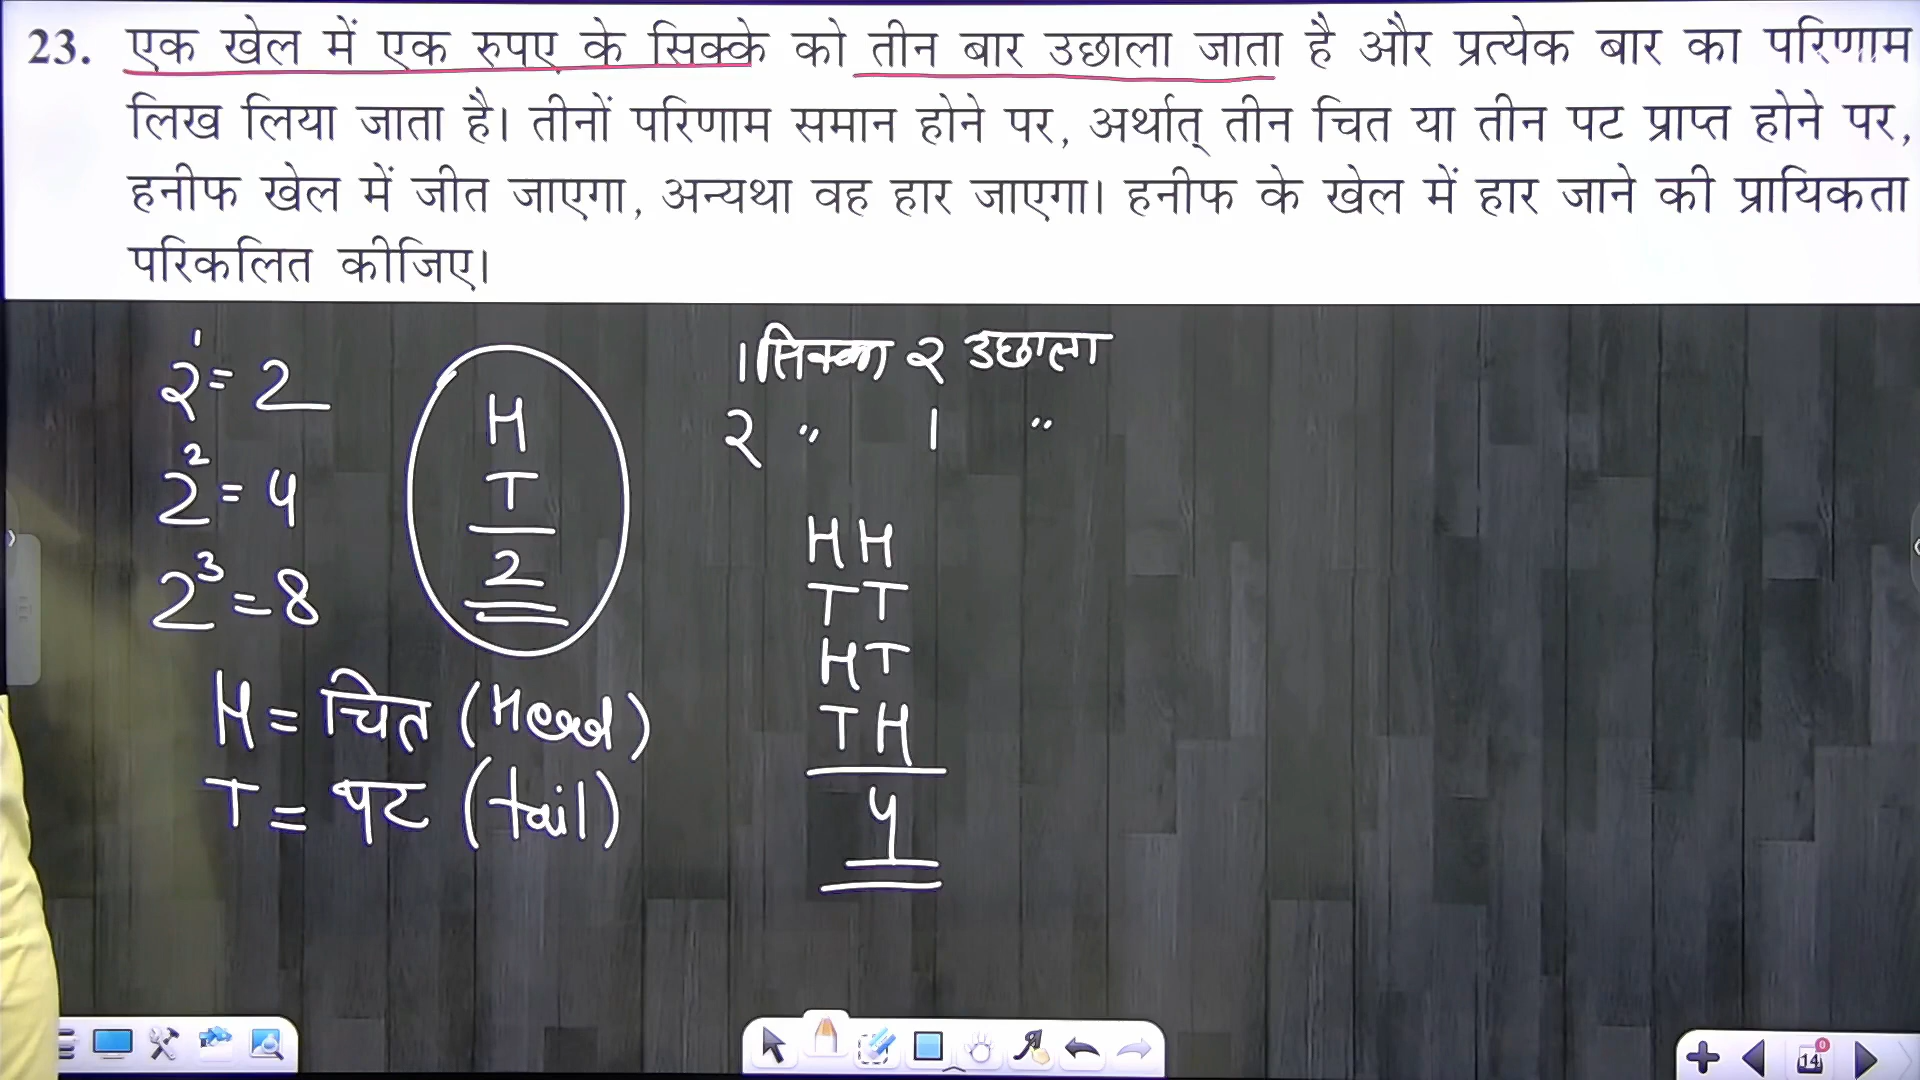 23. एक खेल में एक रुपए के सिक्के को तीन बार उछाला जाता है और प्रत्येक बार का परिणाम
लिख लिया जाता है। तीनों परिणाम समान होने पर, अर्थात् तीन चित या तीन पट प्राप्त होने पर,
हनीफ खेल में जीत जाएगा, अन्यथा वह हार जाएगा। हनीफ के खेल में हार जाने की प्रायिकता
परिकलित कीजिए।
2¹ = 2
2² = 4
2³ = 8
H
T
2
H = चित (Head)
T = पट (tail)
1 सिक्का 2 उछाला
2 " 1 "
HH
TT
HT
TH
4
14
0